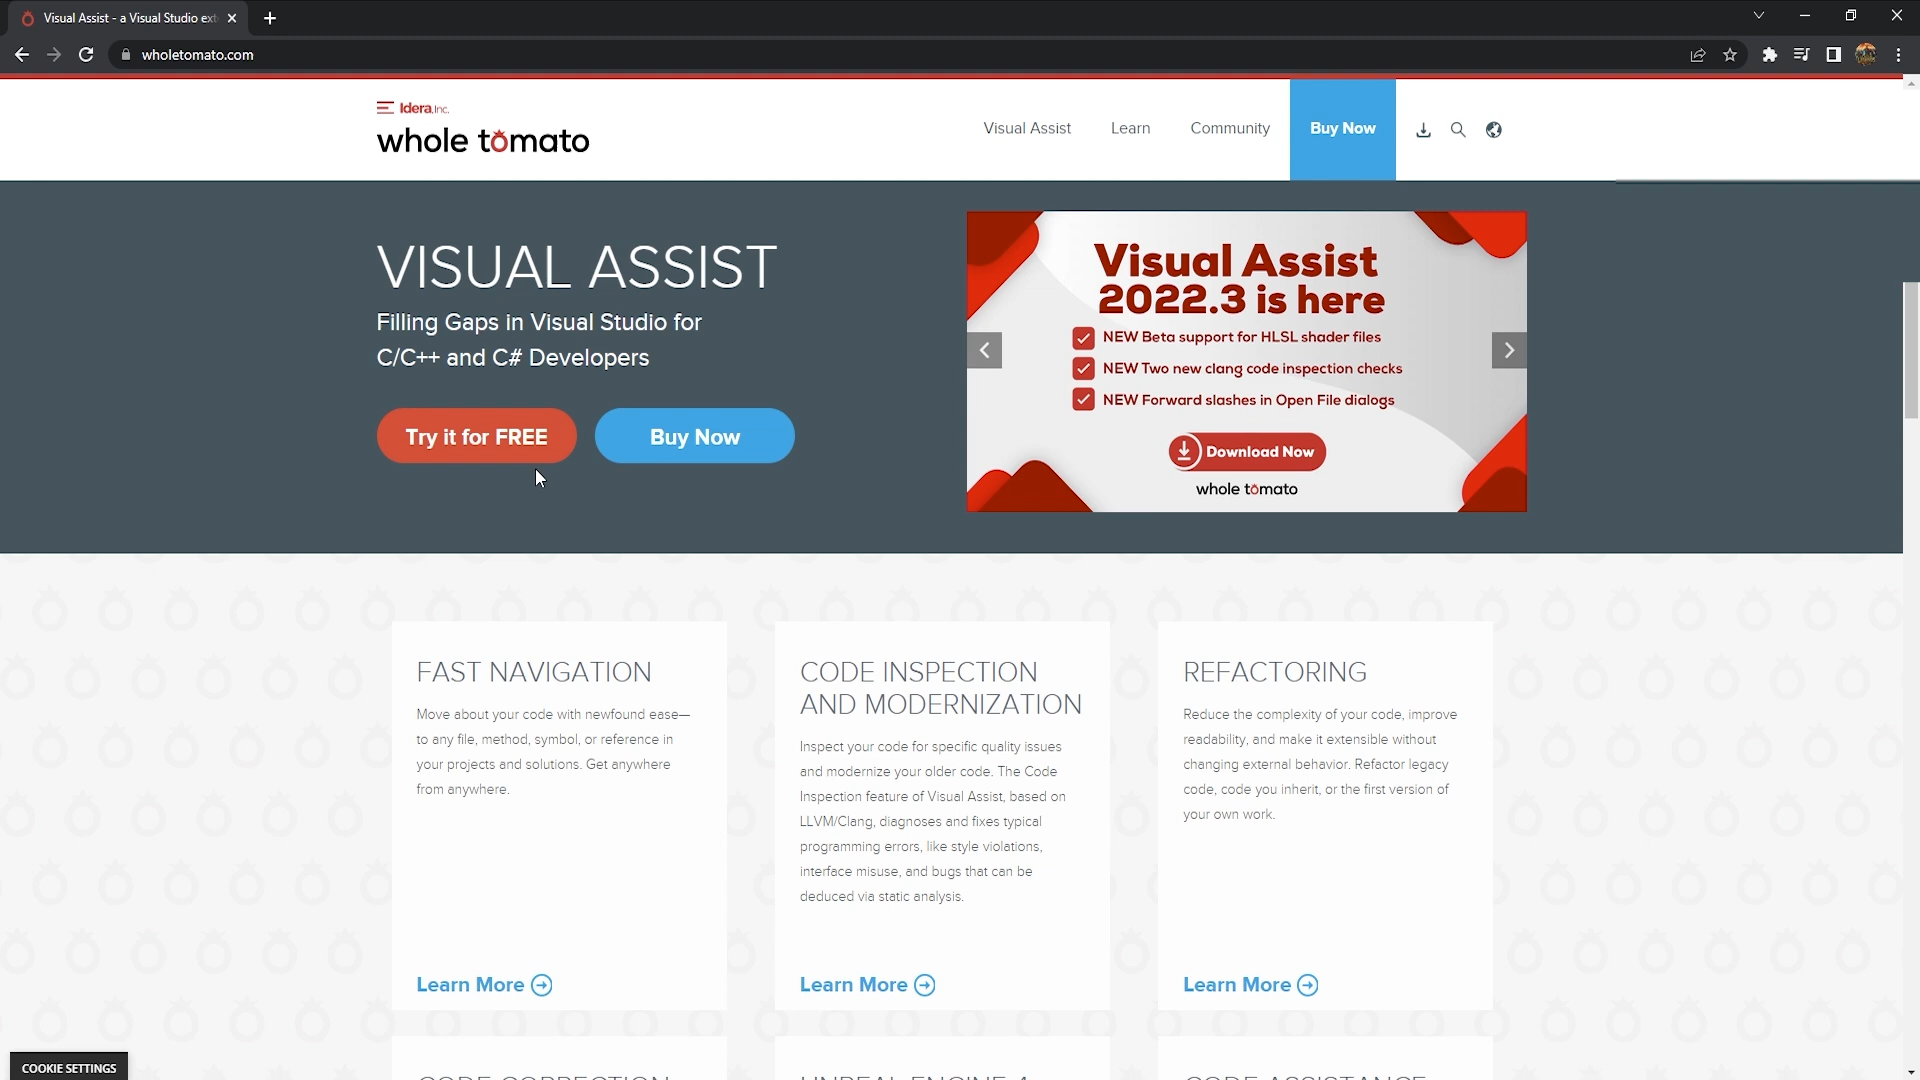 Visual Assist - a Visual Studio ext
wholetomato.com
Idera, Inc.
whole tomato
Visual Assist
Learn
Community
Buy Now
VISUAL ASSIST
Filling Gaps in Visual Studio for
C/C++ and C# Developers
Try it for FREE
Buy Now
Visual Assist
2022.3 is here
NEW Beta support for HLSL shader files
NEW Two new clang code inspection checks
NEW Forward slashes in Open File dialogs
Download Now
whole tomato
FAST NAVIGATION
Move about your code with newfound ease—
to any file, method, symbol, or reference in
your projects and solutions. Get anywhere
from anywhere.
Learn More
CODE INSPECTION
AND MODERNIZATION
Inspect your code for specific quality issues
and modernize your older code. The Code
Inspection feature of Visual Assist, based on
LLVM/Clang, diagnoses and fixes typical
programming errors, like style violations,
interface misuse, and bugs that can be
deduced via static analysis.
Learn More
REFACTORING
Reduce the complexity of your code, improve
readability, and make it extensible without
changing external behavior. Refactor legacy
code, code you inherit, or the first version of
your own work.
Learn More
CODE CORRECTION
UNREAL ENGINE 4
CODE ASSISTANCE
COOKIE SETTINGS